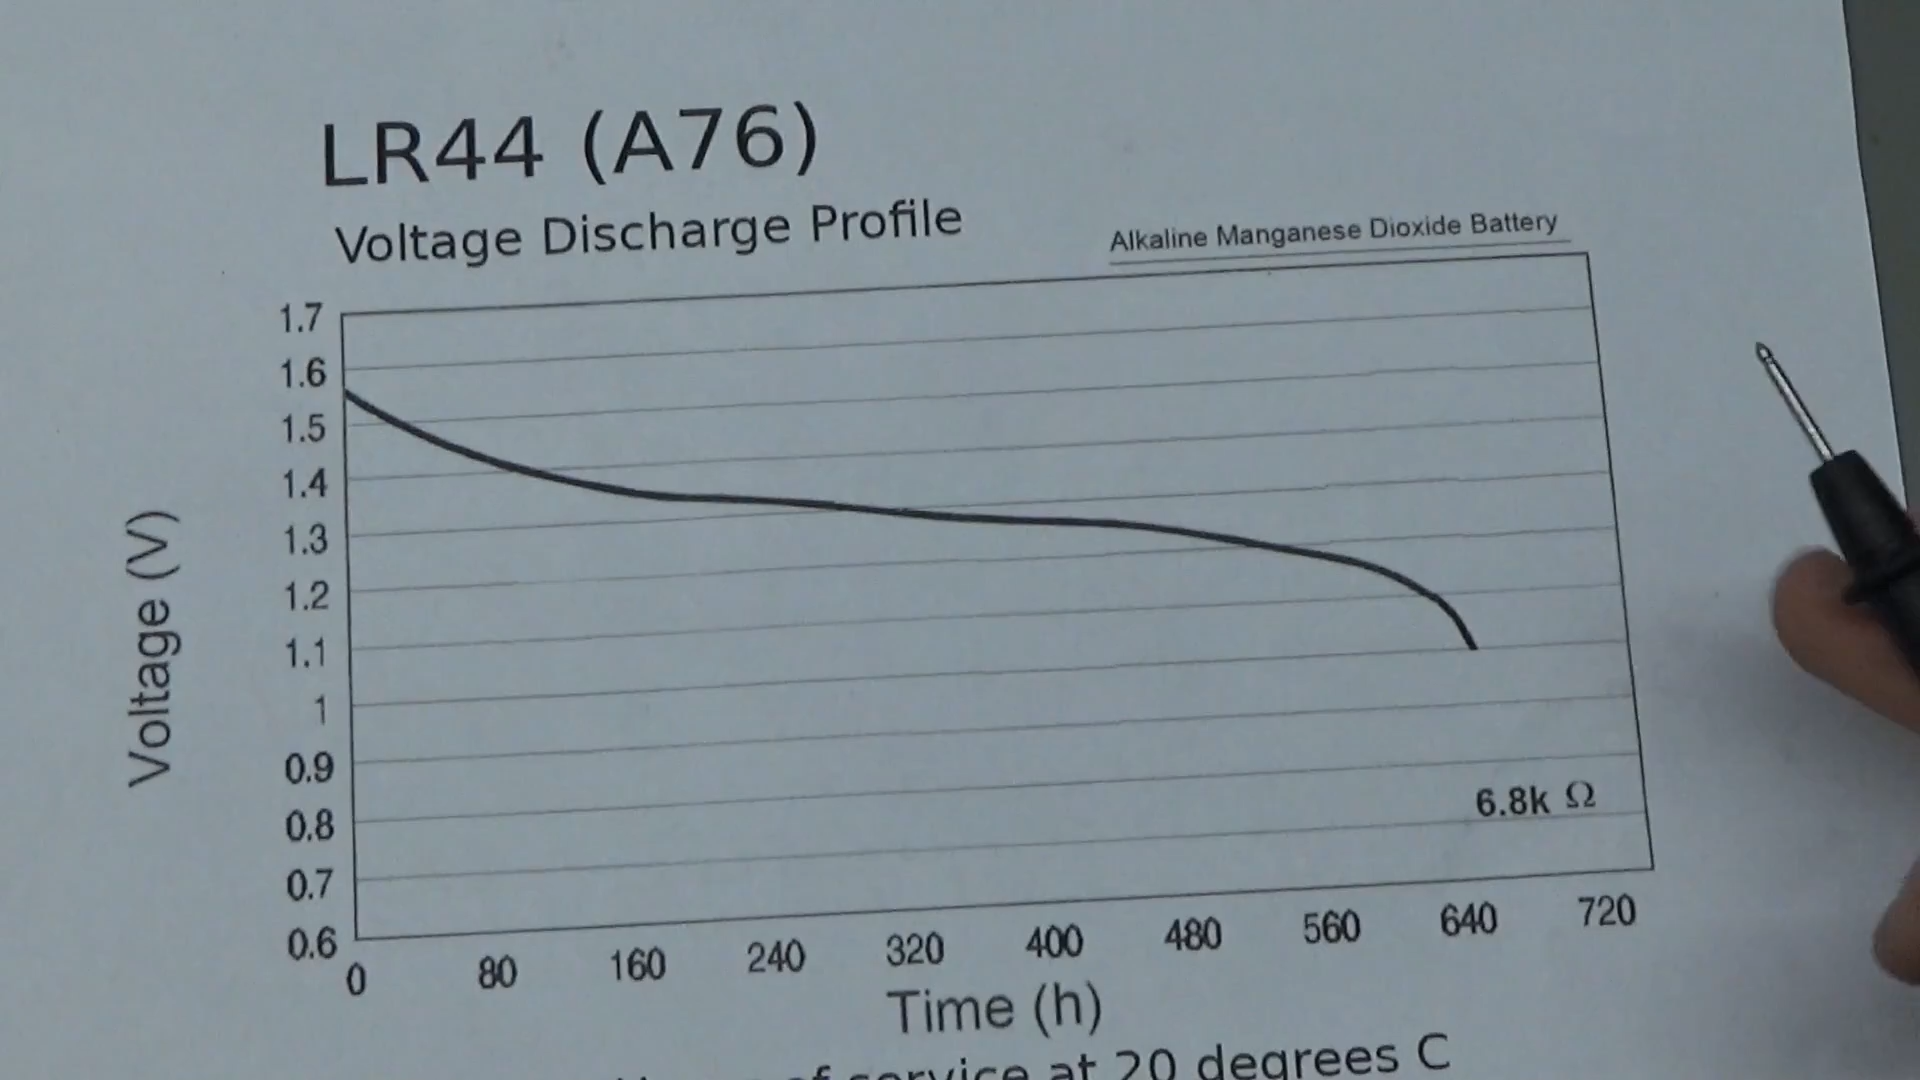 LR44 (A76)
Voltage Discharge Profile
Alkaline Manganese Dioxide Battery
1.7
1.6
1.5
1.4
1.3
1.2
1.1
1
0.9
0.8
0.7
0.6
Voltage (V)
6.8k Ω
0 80 160 240 320 400 480 560 640 720
Time (h)
of service at 20 degrees C